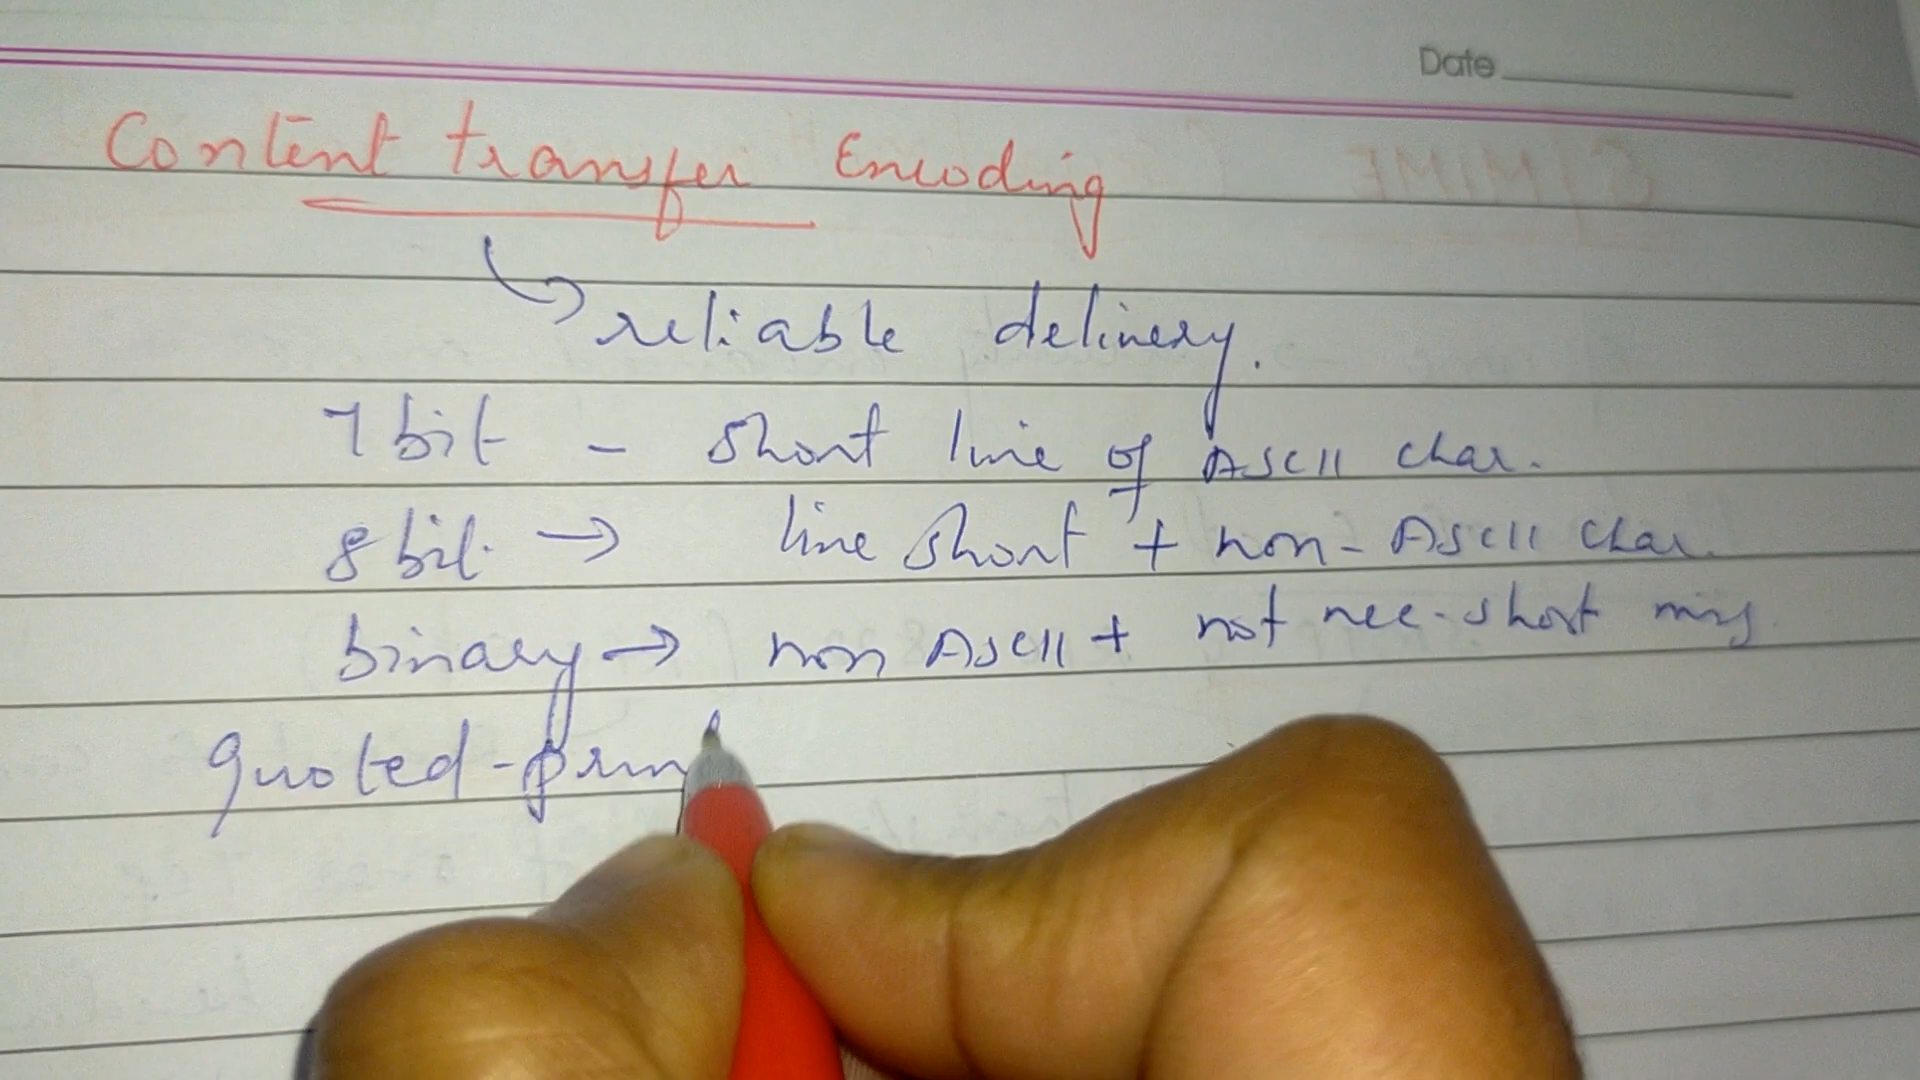 Date
Content transfer Encoding
reliable delivery.
7 bit - short line of ASCII char.
8 bit. → line short + non-ASCII char.
binary → non ASCII + not nec. short
quoted-prin